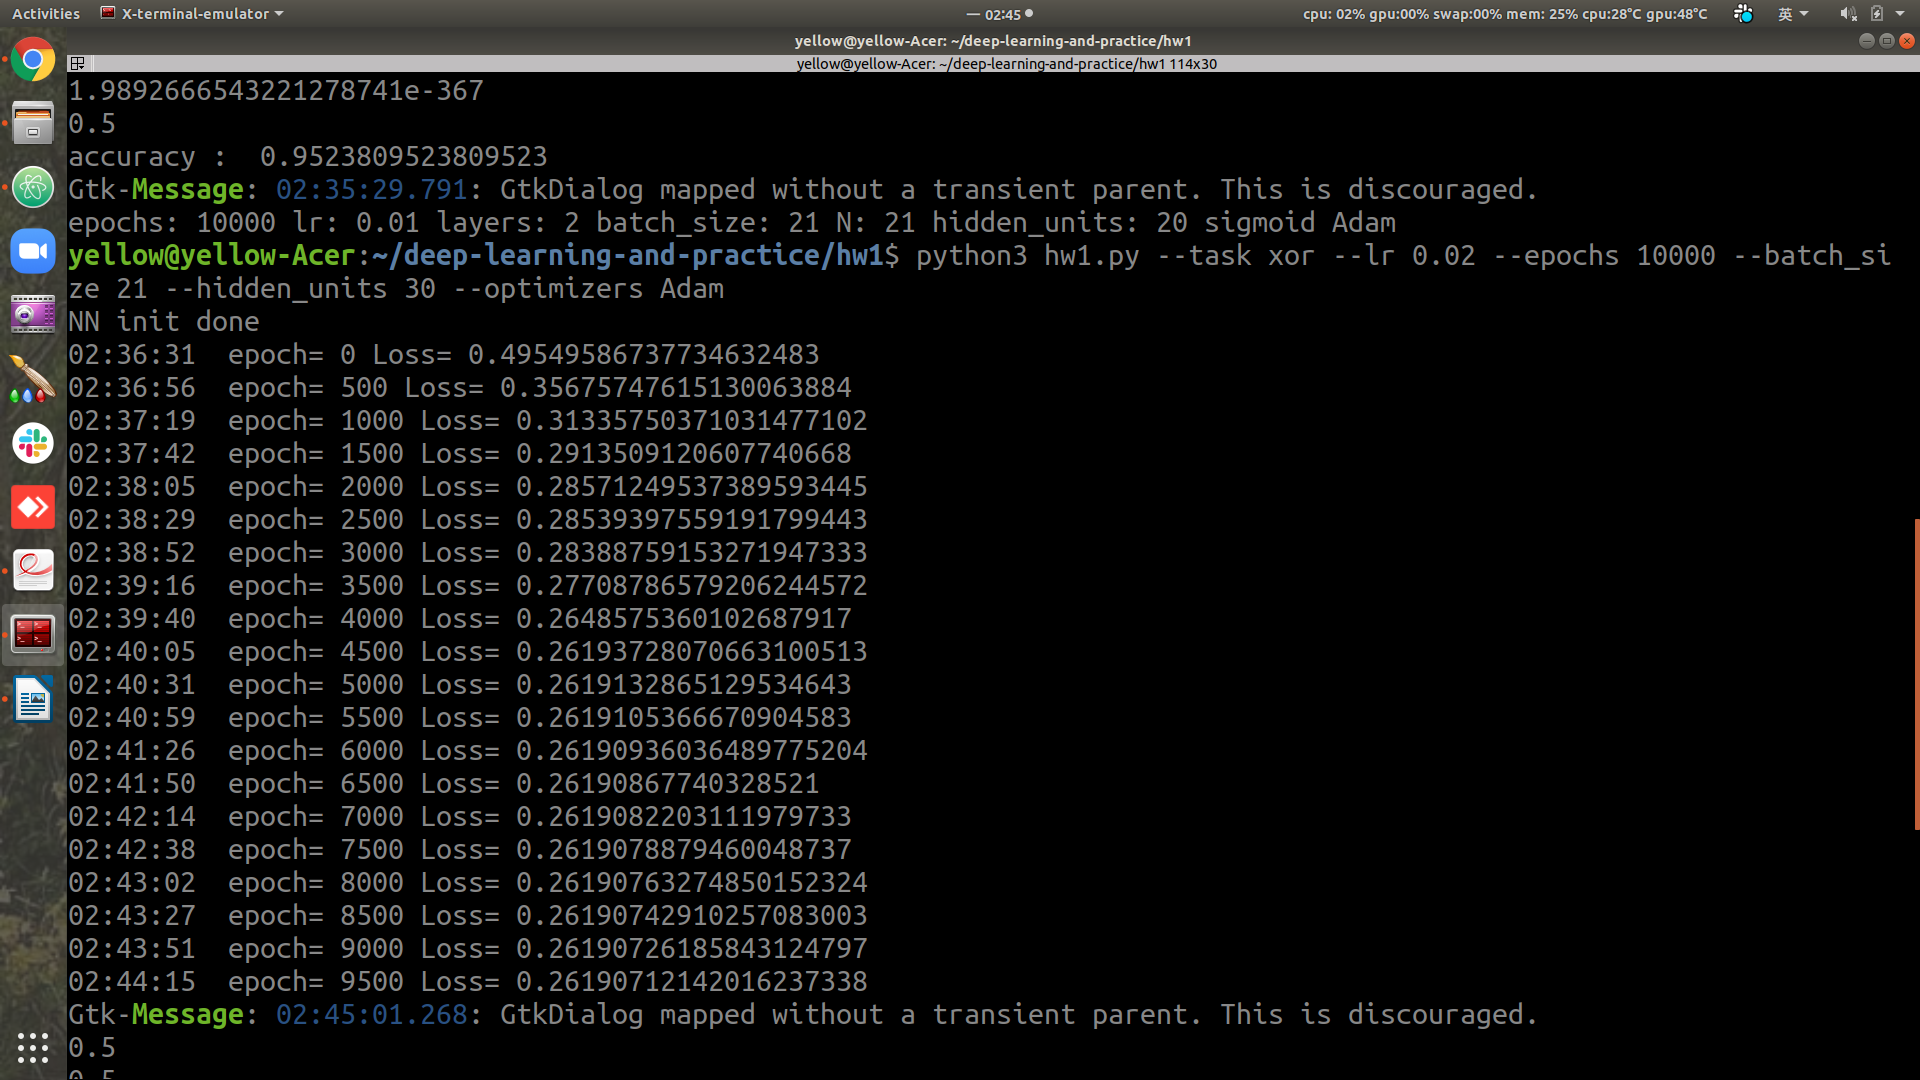 Activities X-terminal-emulator — 02:45 cpu: 02% gpu:00% swap:00% mem: 25% cpu:28°C gpu:48°C 英
yellow@yellow-Acer: ~/deep-learning-and-practice/hw1
yellow@yellow-Acer: ~/deep-learning-and-practice/hw1 114x30
1.9892666543221278741e-367
0.5
accuracy :  0.9523809523809523
Gtk-Message: 02:35:29.791: GtkDialog mapped without a transient parent. This is discouraged.
epochs: 10000 lr: 0.01 layers: 2 batch_size: 21 N: 21 hidden_units: 20 sigmoid Adam
yellow@yellow-Acer:~/deep-learning-and-practice/hw1$ python3 hw1.py --task xor --lr 0.02 --epochs 10000 --batch_si
ze 21 --hidden_units 30 --optimizers Adam
NN init done
02:36:31  epoch= 0 Loss= 0.49549586737734632483
02:36:56  epoch= 500 Loss= 0.35675747615130063884
02:37:19  epoch= 1000 Loss= 0.31335750371031477102
02:37:42  epoch= 1500 Loss= 0.2913509120607740668
02:38:05  epoch= 2000 Loss= 0.28571249537389593445
02:38:29  epoch= 2500 Loss= 0.28539397559191799443
02:38:52  epoch= 3000 Loss= 0.28388759153271947333
02:39:16  epoch= 3500 Loss= 0.27708786579206244572
02:39:40  epoch= 4000 Loss= 0.2648575360102687917
02:40:05  epoch= 4500 Loss= 0.26193728070663100513
02:40:31  epoch= 5000 Loss= 0.2619132865129534643
02:40:59  epoch= 5500 Loss= 0.2619105366670904583
02:41:26  epoch= 6000 Loss= 0.26190936036489775204
02:41:50  epoch= 6500 Loss= 0.26190867740328521
02:42:14  epoch= 7000 Loss= 0.2619082203111979733
02:42:38  epoch= 7500 Loss= 0.2619078879460048737
02:43:02  epoch= 8000 Loss= 0.26190763274850152324
02:43:27  epoch= 8500 Loss= 0.26190742910257083003
02:43:51  epoch= 9000 Loss= 0.26190726185843124797
02:44:15  epoch= 9500 Loss= 0.26190712142016237338
Gtk-Message: 02:45:01.268: GtkDialog mapped without a transient parent. This is discouraged.
0.5